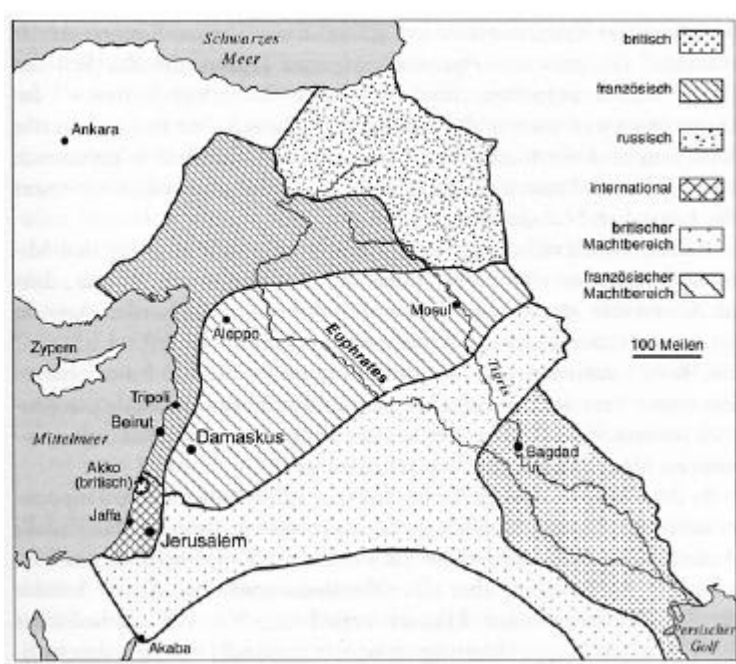 Schwarzes
Meer
Ankara
Zypern
Mittelmeer
Tripoli
Beirut
Akko
(britisch)
Jaffa
Jerusalem
Damaskus
Aleppo
Euphrates
Mosul
Tigris
Bagdad
Akaba
Persischer
Golf
britisch
französisch
russisch
international
britischer
Machtbereich
französischer
Machtbereich
100 Meilen